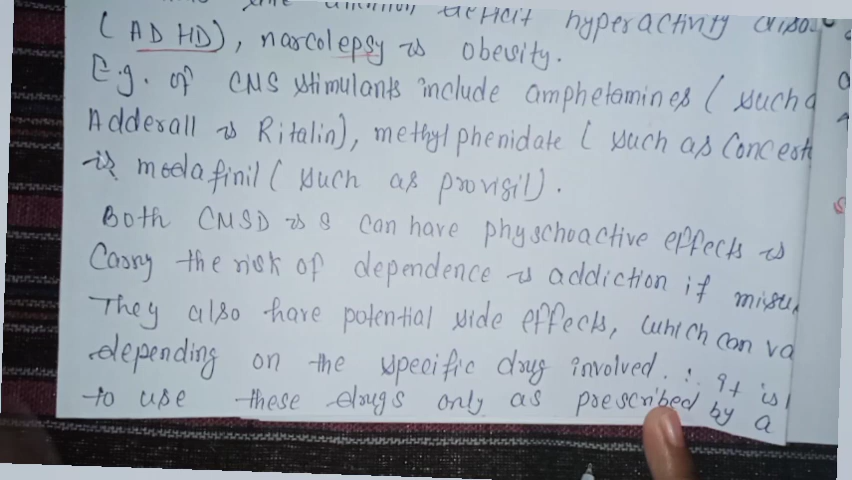 deficit hyperactivity
(ADHD), narcolepsy & obesity.
E.g. of CNS stimulants include amphetamines (such a
Adderall & Ritalin), methylphenidate (such as Concert
& modafinil (such as provigil).
Both CNSD & S can have physchoactive effects &
Carry the risk of dependence & addiction if misu
They also have potential side effects, which can va
depending on the specific drug involved. ∴ It is
to use these drugs only as prescribed by a